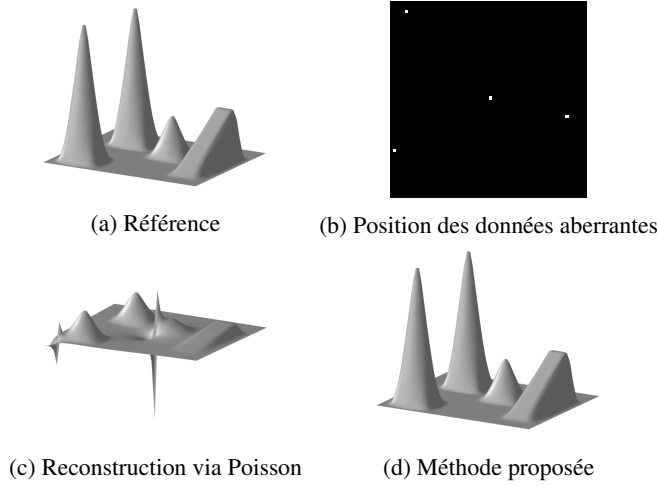 (a) Référence
(b) Position des données aberrantes
(c) Reconstruction via Poisson
(d) Méthode proposée